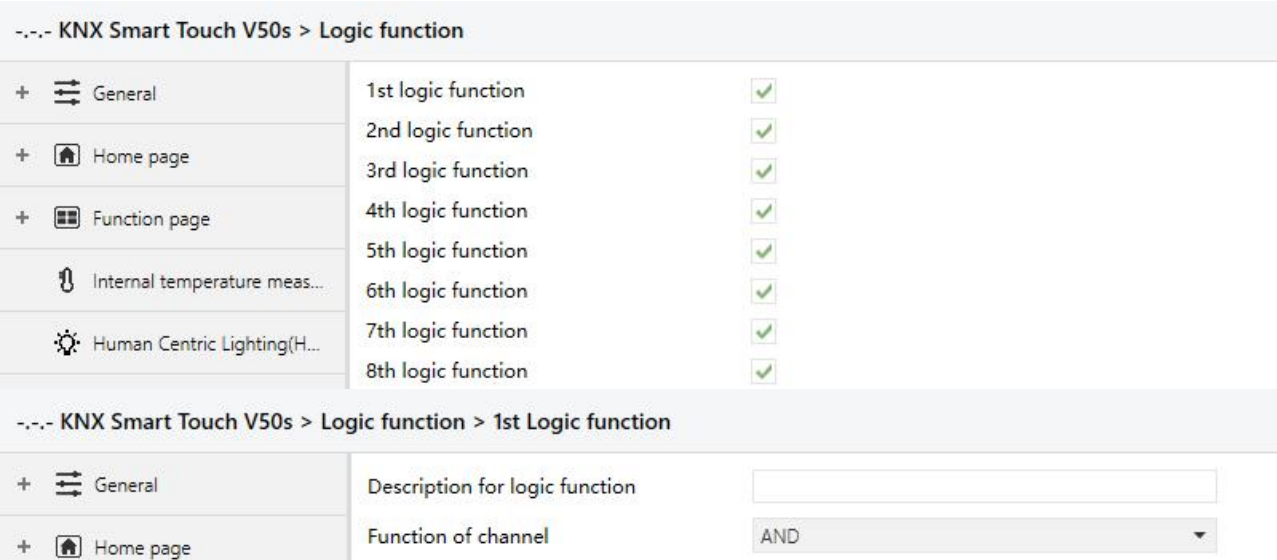 -.-.- KNX Smart Touch V50s > Logic function
+ General
+ Home page
+ Function page
Internal temperature meas...
Human Centric Lighting(H...
1st logic function
2nd logic function
3rd logic function
4th logic function
5th logic function
6th logic function
7th logic function
8th logic function
-.-.- KNX Smart Touch V50s > Logic function > 1st Logic function
+ General
+ Home page
Description for logic function
Function of channel AND